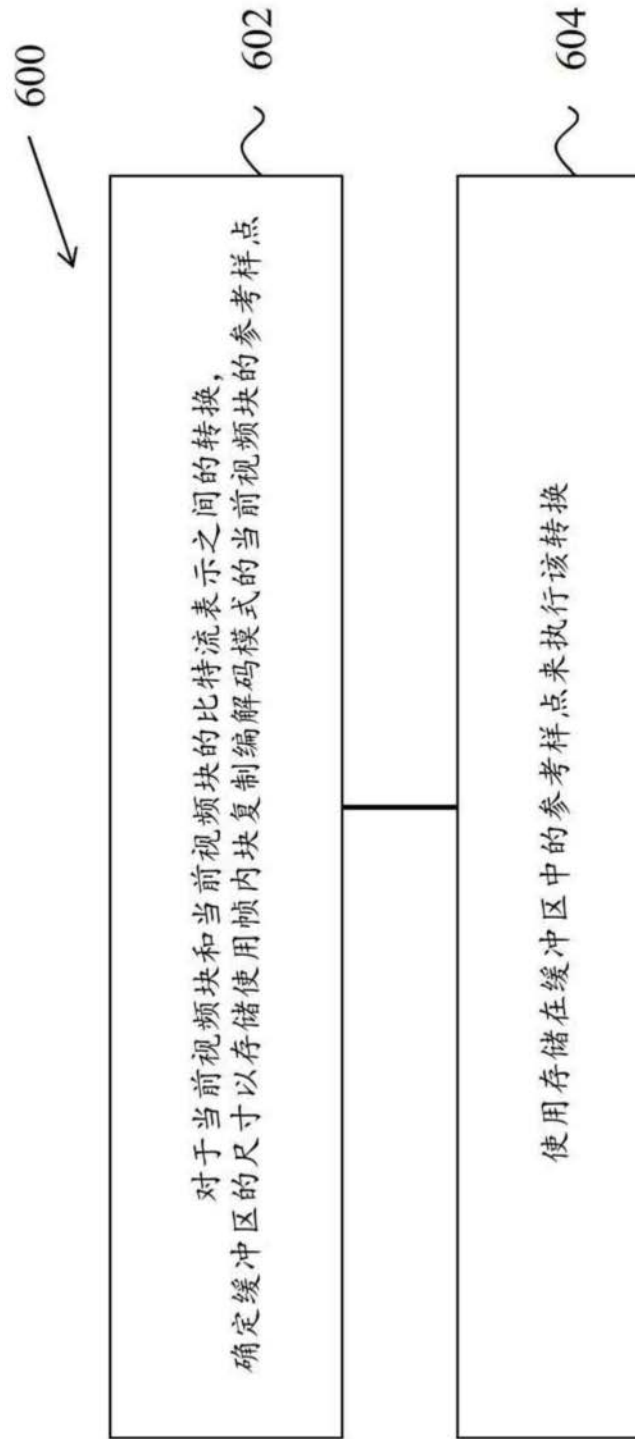 600
对于当前视频块和当前视频块的比特流表示之间的转换,
确定缓冲区的尺寸以存储使用帧内块复制编解码模式的当前视频块的参考样点
602
使用存储在缓冲区中的参考样点来执行该转换
604